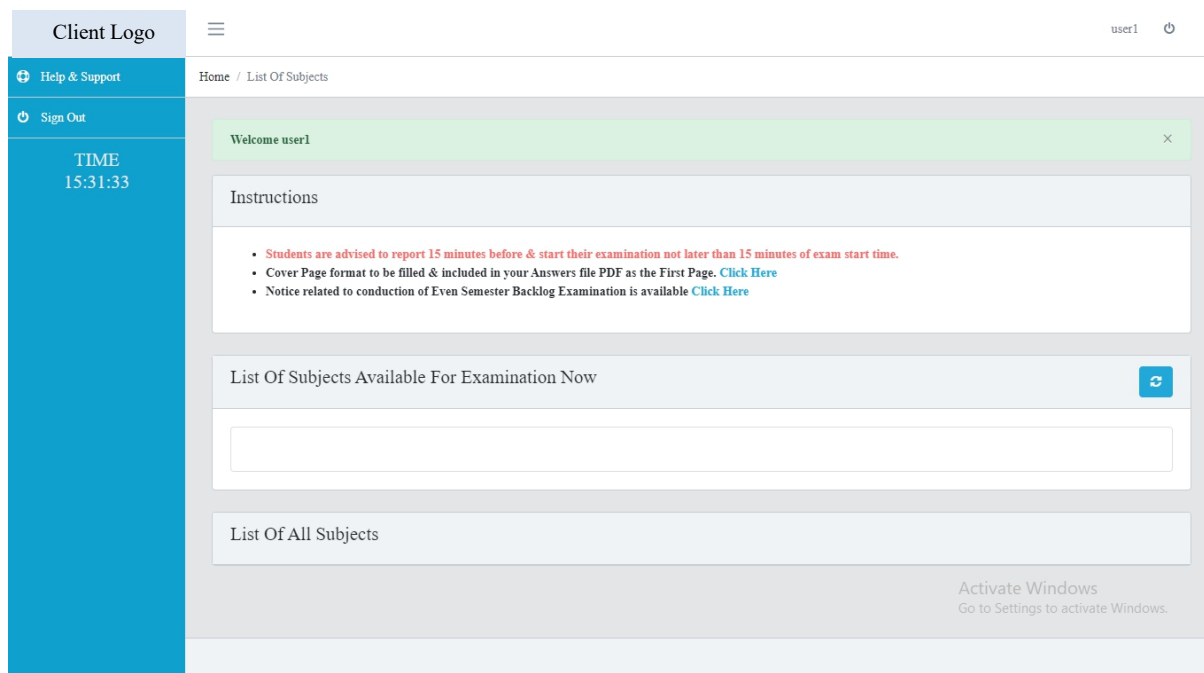 Client Logo
user1
Help & Support
Home / List Of Subjects
Sign Out
TIME
15:31:33
Welcome user1
×
Instructions
• Students are advised to report 15 minutes before & start their examination not later than 15 minutes of exam start time.
• Cover Page format to be filled & included in your Answers file PDF as the First Page. Click Here
• Notice related to conduction of Even Semester Backlog Examination is available Click Here
List Of Subjects Available For Examination Now
List Of All Subjects
Activate Windows
Go to Settings to activate Windows.